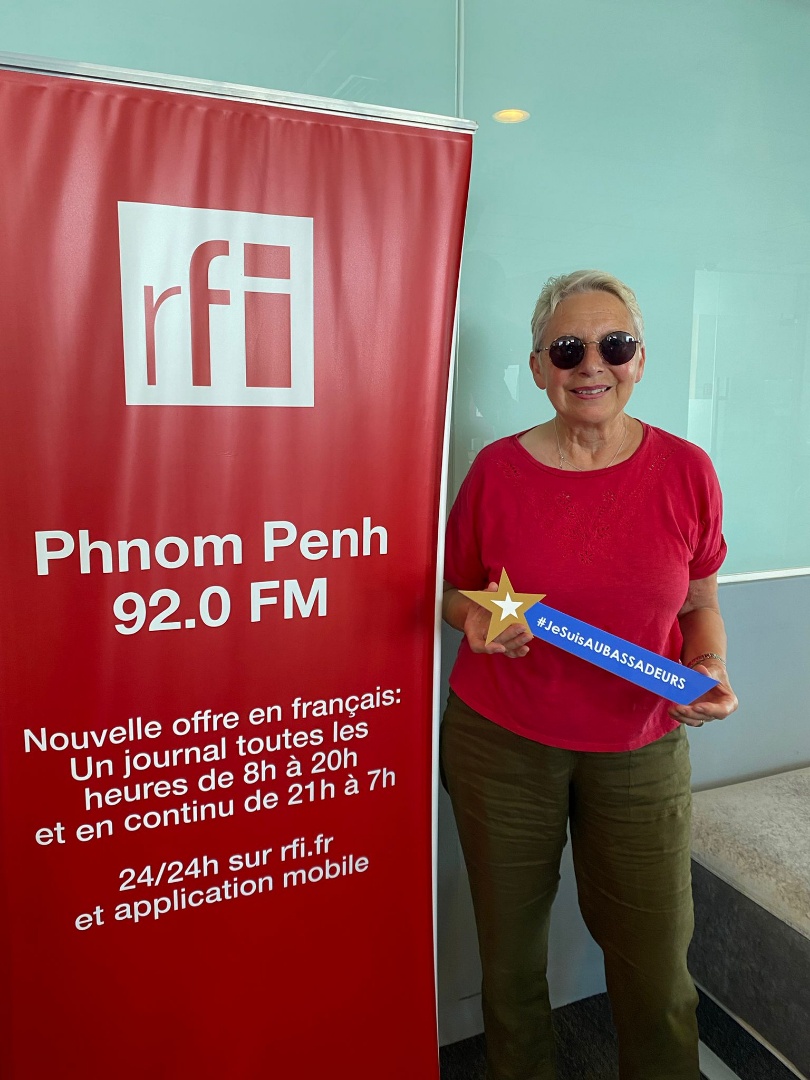 rfi
Phnom Penh
92.0 FM
Nouvelle offre en français:
Un journal toutes les
heures de 8h à 20h
et en continu de 21h à 7h
24/24h sur rfi.fr
et application mobile
#JeSuisAUBASSADEURS